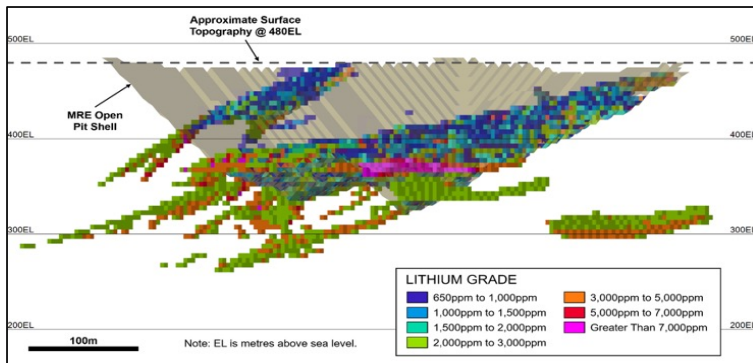 Approximate Surface
Topography @ 480EL
500EL
500EL
MRE Open
Pit Shell
400EL
400EL
300EL
300EL
LITHIUM GRADE
650ppm to 1,000ppm
1,000ppm to 1,500ppm
1,500ppm to 2,000ppm
2,000ppm to 3,000ppm
3,000ppm to 5,000ppm
5,000ppm to 7,000ppm
Greater Than 7,000ppm
200EL
200EL
100m
Note: EL is metres above sea level.